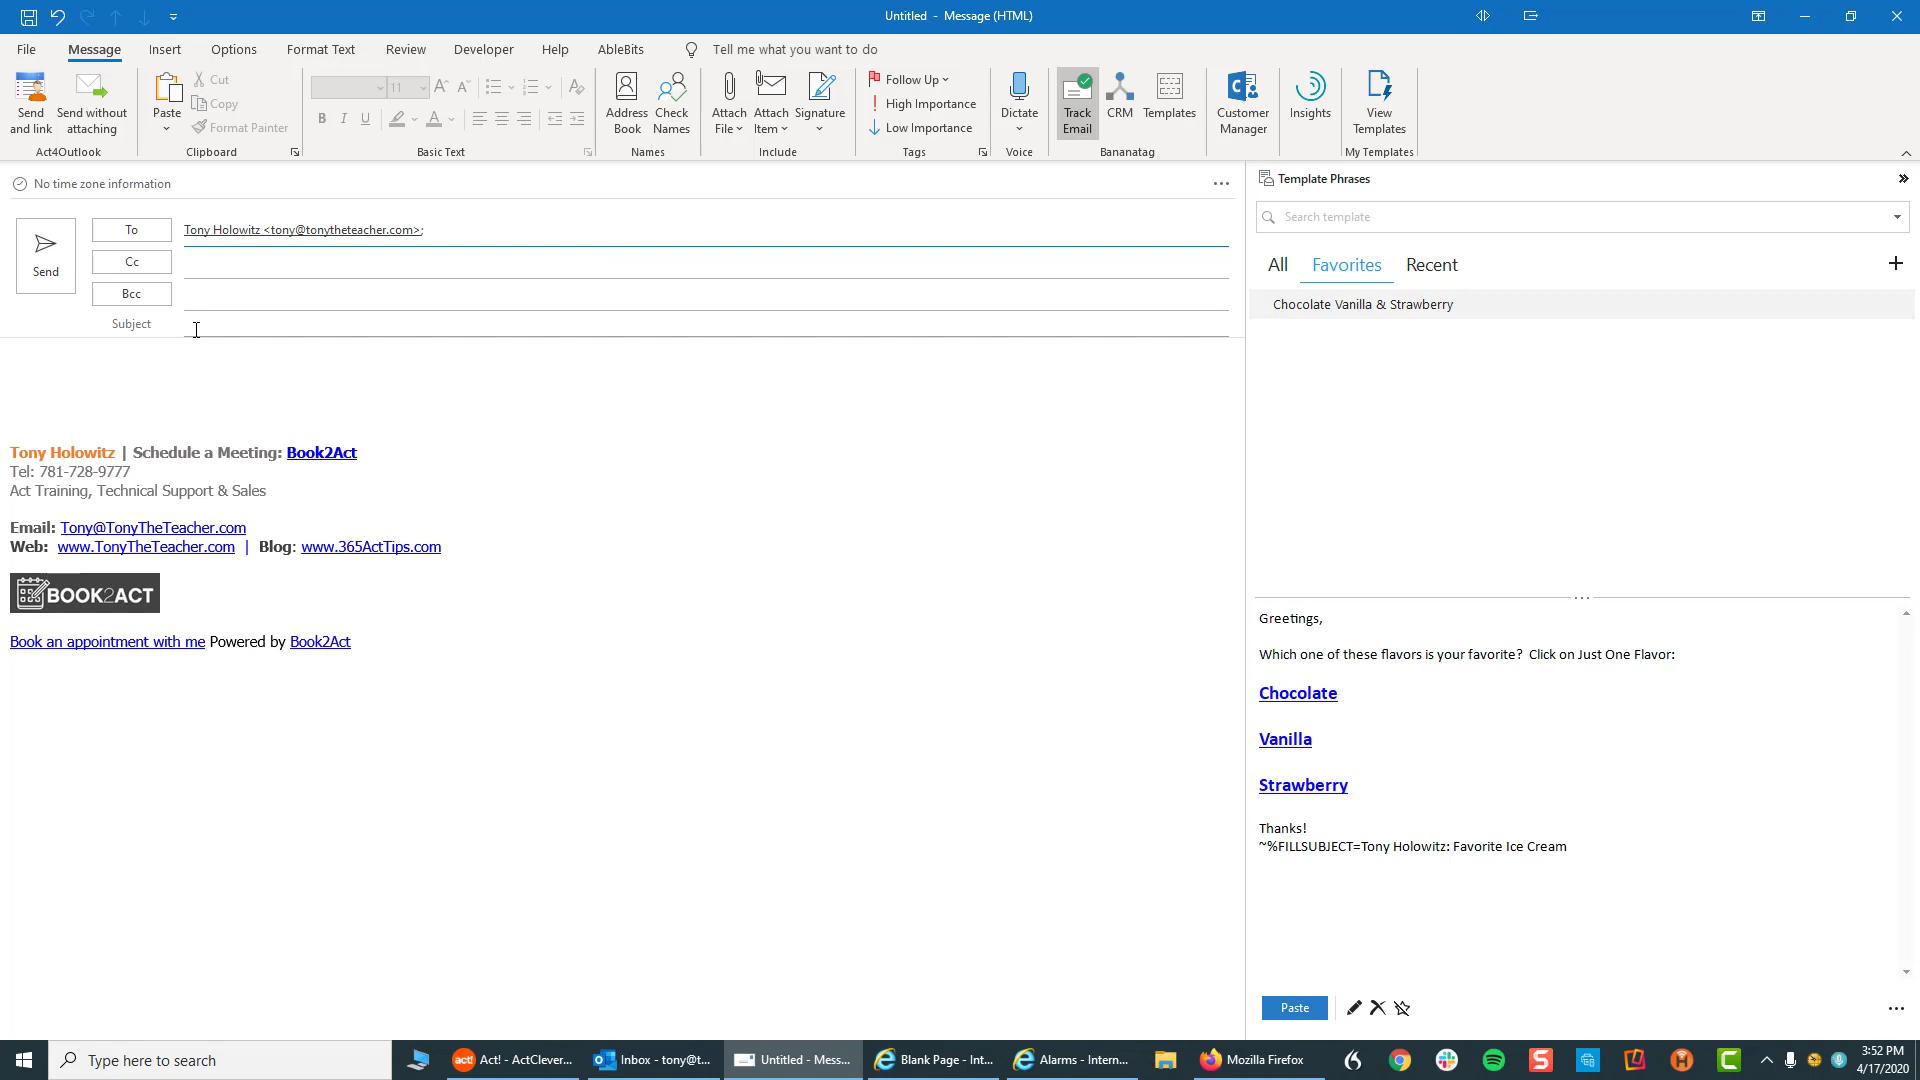 Untitled - Message (HTML)
File Message Insert Options Format Text Review Developer Help AbleBits Tell me what you want to do
Send and link
Send without attaching
Act4Outlook
Paste
Cut
Copy
Format Painter
Clipboard
11
B I U
Basic Text
Address Book
Check Names
Names
Attach File
Attach Item
Signature
Include
Follow Up
High Importance
Low Importance
Tags
Dictate
Voice
Track Email
CRM
Templates
Bananatag
Customer Manager
Insights
View Templates
My Templates
No time zone information
Send
To Tony Holowitz <tony@tonytheteacher.com>;
Cc
Bcc
Subject
Tony Holowitz | Schedule a Meeting: Book2Act
Tel: 781-728-9777
Act Training, Technical Support & Sales
Email: Tony@TonyTheTeacher.com
Web: www.TonyTheTeacher.com | Blog: www.365ActTips.com
BOOK2ACT
Book an appointment with me Powered by Book2Act
Template Phrases
Search template
All Favorites Recent
Chocolate Vanilla & Strawberry
Greetings,
Which one of these flavors is your favorite? Click on Just One Flavor:
Chocolate
Vanilla
Strawberry
Thanks!
~%FILLSUBJECT=Tony Holowitz: Favorite Ice Cream
Paste
Type here to search
act! Act! - ActClever...
Inbox - tony@t...
Untitled - Mess...
Blank Page - Int...
Alarms - Intern...
Mozilla Firefox
3:52 PM
4/17/2020